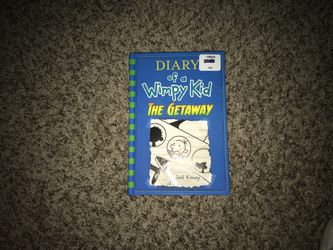 DIARY
of a
Wimpy Kid
THE GETAWAY
Jeff Kinney